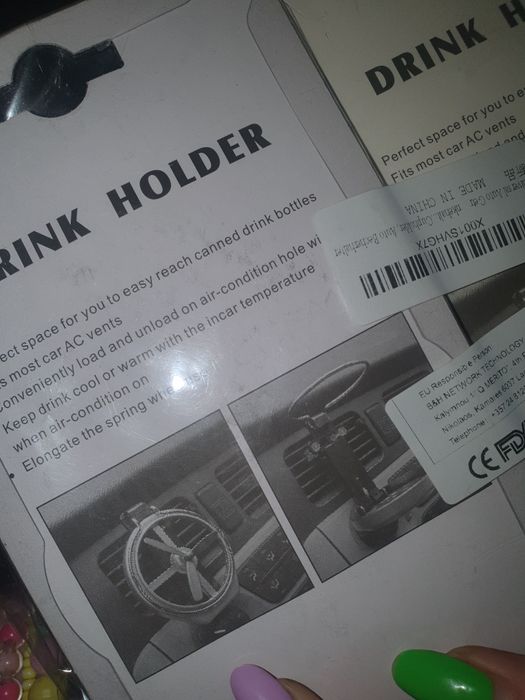 DRINK HOLDER
space for you to easy reach canned drink bottles
most car AC vents
Conveniently load and unload on air-condition hole
Keep drink cool or warm with the incar temperature
when air-condition on
Elongate the spring
DRINK
Perfect space for you to
Fits most car AC vents
MADE IN CHINA
X001SVHG7X
EU Responsible Person
B&H NETWORK TECHNOLOGY
Telephone
CE FDA